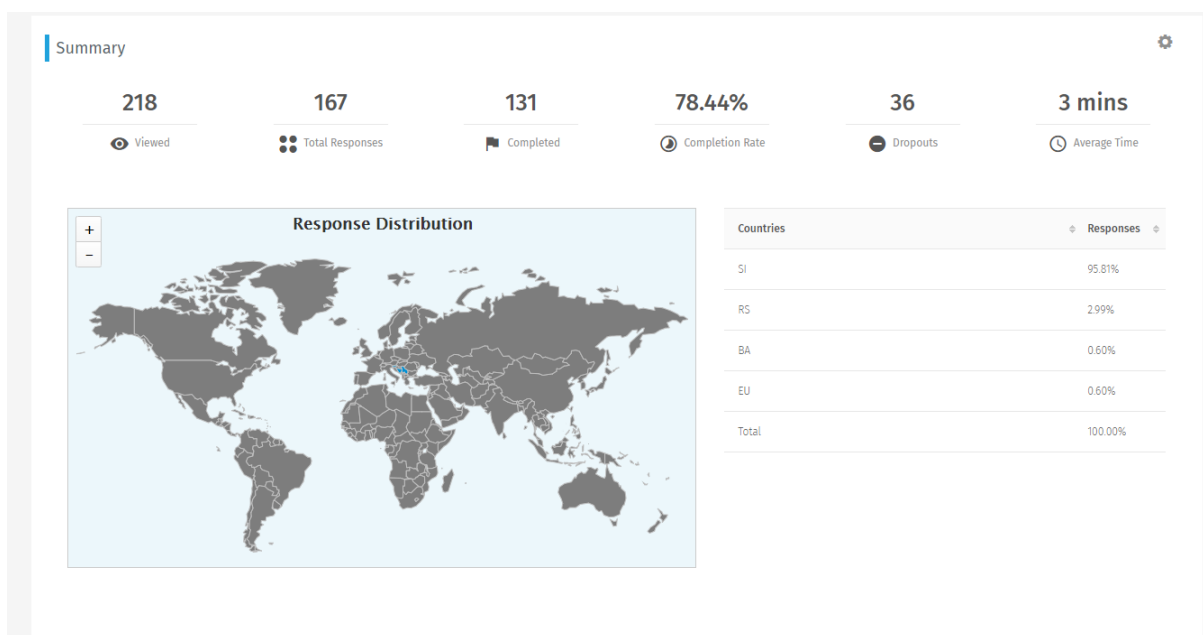 Summary
218 167 131 78.44% 36 3 mins
Viewed Total Responses Completed Completion Rate Dropouts Average Time
Response Distribution
+
−
Countries Responses
SI 95.81%
RS 2.99%
BA 0.60%
EU 0.60%
Total 100.00%